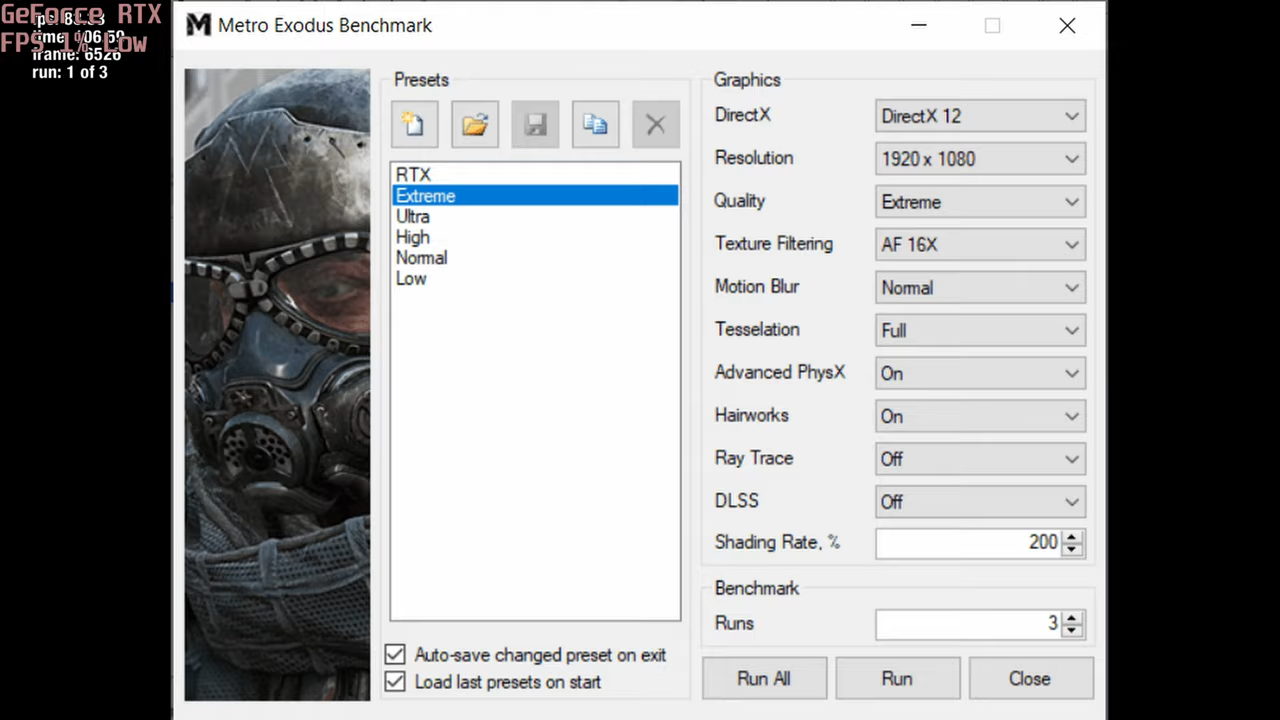 GeForce RTX
FPS 1% Low
frame: 6526
run: 1 of 3
Metro Exodus Benchmark
Presets
RTX
Extreme
Ultra
High
Normal
Low
Auto-save changed preset on exit
Load last presets on start
Graphics
DirectX DirectX 12
Resolution 1920 x 1080
Quality Extreme
Texture Filtering AF 16X
Motion Blur Normal
Tesselation Full
Advanced PhysX On
Hairworks On
Ray Trace Off
DLSS Off
Shading Rate, % 200
Benchmark
Runs 3
Run All Run Close